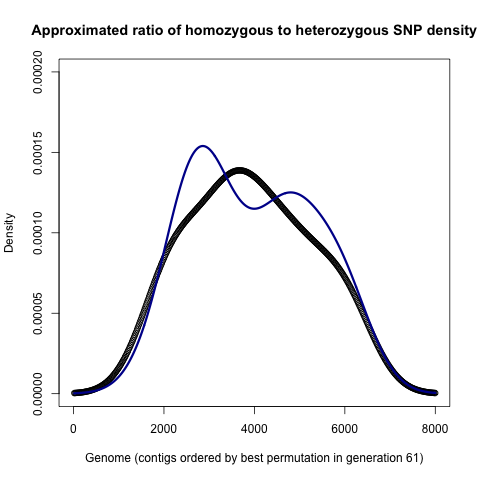 Approximated ratio of homozygous to heterozygous SNP density
0.00020
0.00015
0.00010
0.00005
0.00000
Density
0 2000 4000 6000 8000
Genome (contigs ordered by best permutation in generation 61)